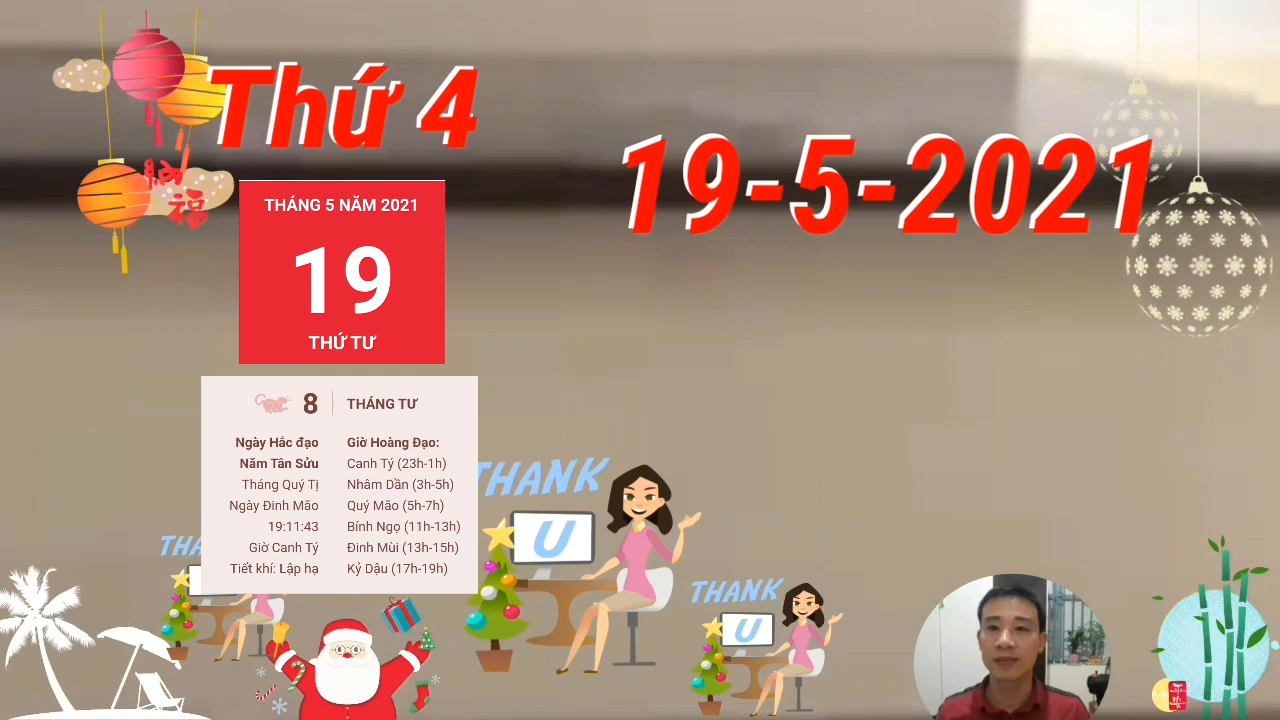 Thứ 4
19-5-2021
福
THÁNG 5 NĂM 2021
19
THỨ TƯ
8
THÁNG TƯ
Ngày Hắc đạo
Năm Tân Sửu
Tháng Quý Tị
Ngày Đinh Mão
19:11:43
Giờ Canh Tý
Tiết khí: Lập hạ
Giờ Hoàng Đạo:
Canh Tý (23h-1h)
Nhâm Dần (3h-5h)
Quý Mão (5h-7h)
Bính Ngọ (11h-13h)
Đinh Mùi (13h-15h)
Kỷ Dậu (17h-19h)
THANK
U
THA
THANK
U